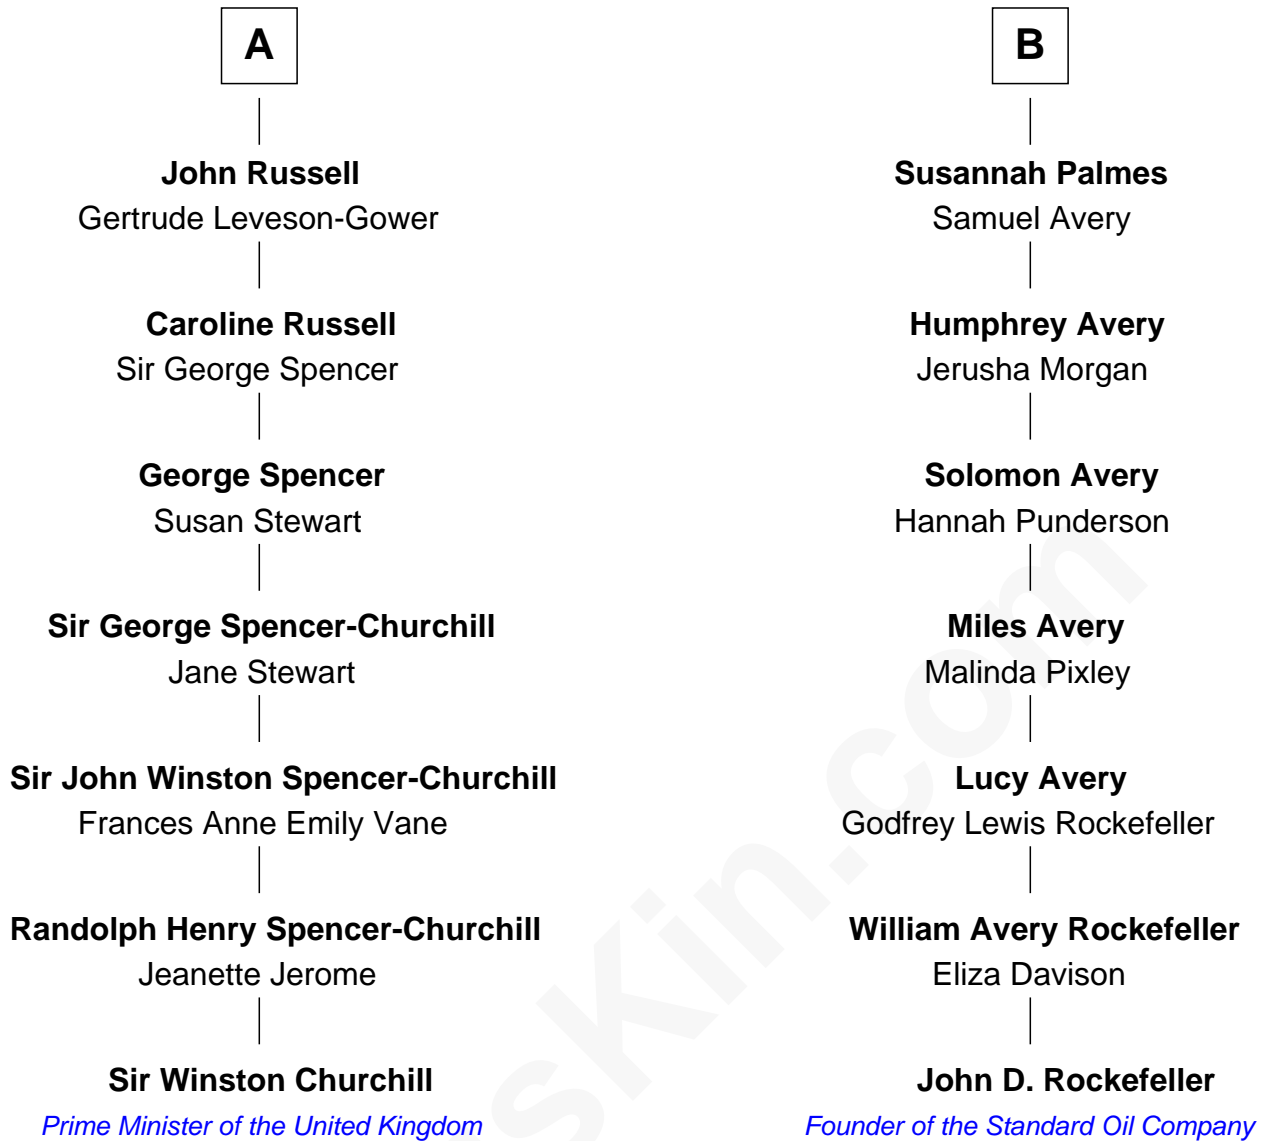 A
John Russell
Gertrude Leveson-Gower
Caroline Russell
Sir George Spencer
George Spencer
Susan Stewart
Sir George Spencer-Churchill
Jane Stewart
Sir John Winston Spencer-Churchill
Frances Anne Emily Vane
Randolph Henry Spencer-Churchill
Jeanette Jerome
Sir Winston Churchill
Prime Minister of the United Kingdom
B
Susannah Palmes
Samuel Avery
Humphrey Avery
Jerusha Morgan
Solomon Avery
Hannah Punderson
Miles Avery
Malinda Pixley
Lucy Avery
Godfrey Lewis Rockefeller
William Avery Rockefeller
Eliza Davison
John D. Rockefeller
Founder of the Standard Oil Company